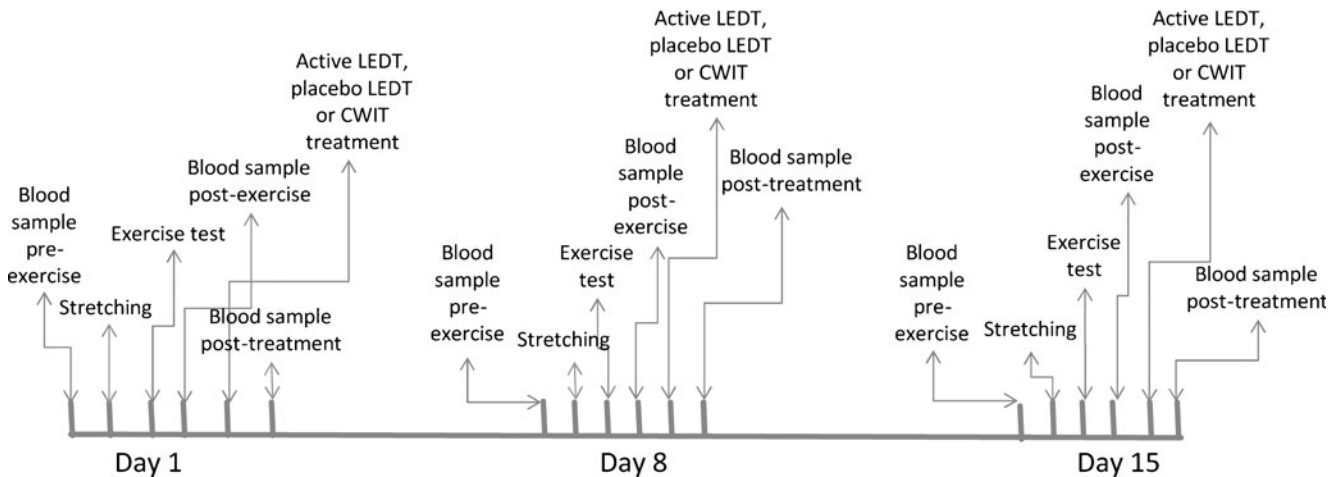 Blood
sample
pre-
exercise
Stretching
Exercise test
Blood sample
post-exercise
Active LEDT,
placebo LEDT
or CWIT
treatment
Blood sample
post-treatment
Day 1
Blood
sample
pre-
exercise
Stretching
Exercise
test
Blood
sample
post-
exercise
Active LEDT,
placebo LEDT
or CWIT
treatment
Blood sample
post-treatment
Day 8
Blood
sample
pre-
exercise
Stretching
Exercise
test
Blood
sample
post-
exercise
Active LEDT,
placebo LEDT
or CWIT
treatment
Blood sample
post-treatment
Day 15